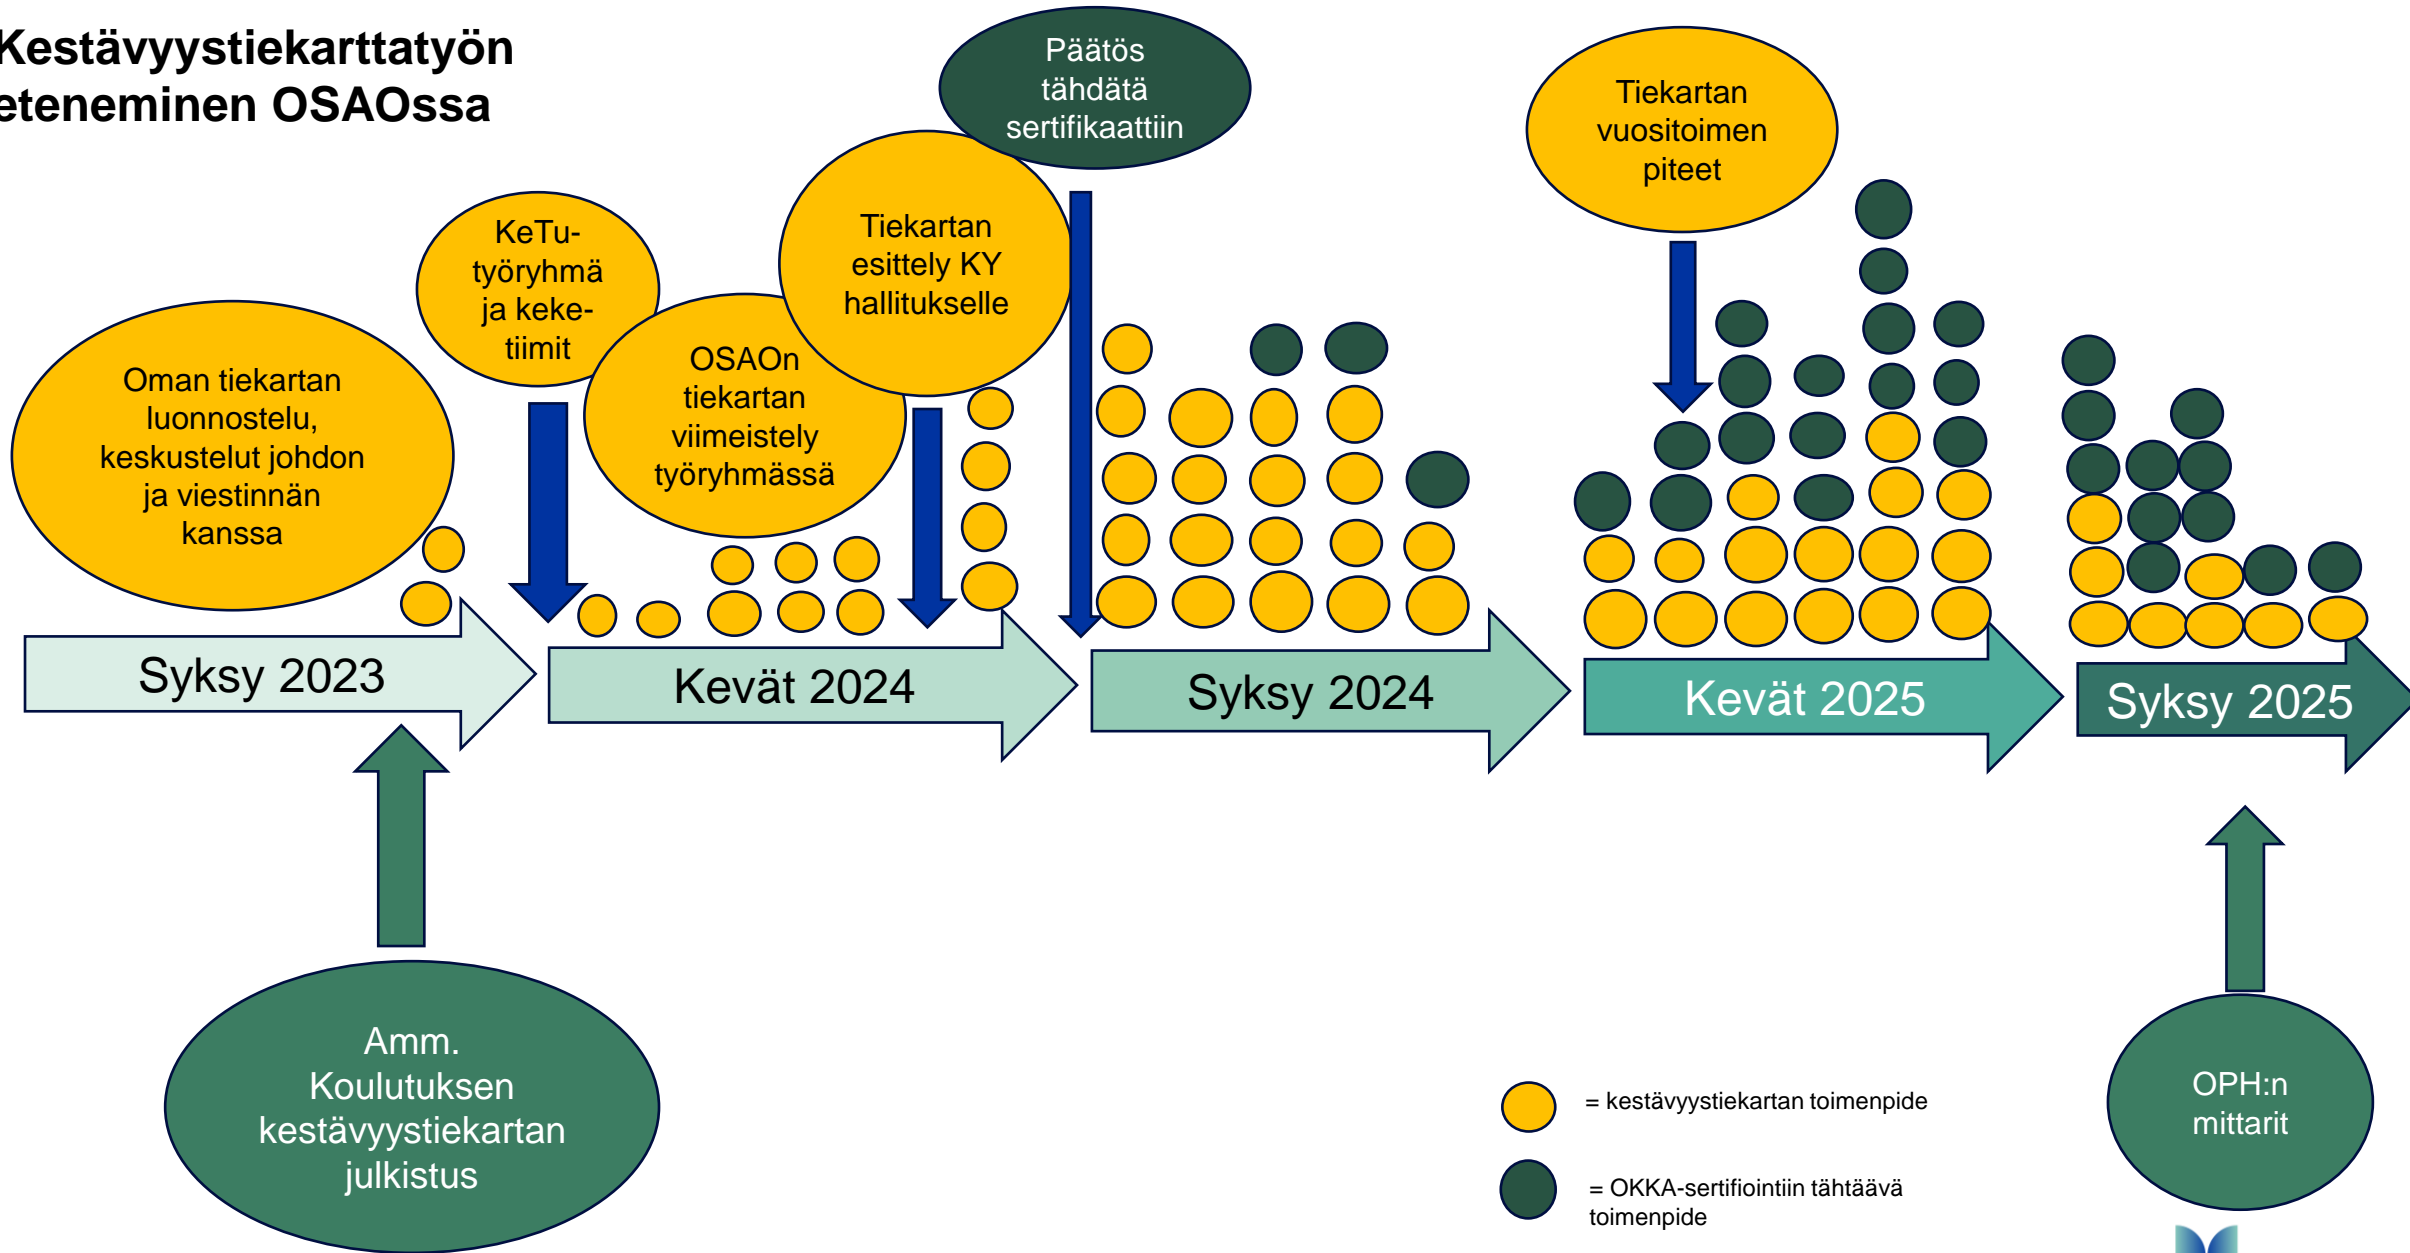 Kestävyystiekarttatyön
eteneminen OSAOssa
Päätös
tähdätä
sertifikaattiin
Tiekartan
vuositoimen
piteet
KeTu-
työryhmä
ja keke-
tiimit
Tiekartan
esittely KY
hallitukselle
Oman tiekartan
luonnostelu,
keskustelut johdon
ja viestinnän
kanssa
OSAOn
tiekartan
viimeistely
työryhmässä
Syksy 2023
Kevät 2024
Syksy 2024
Kevät 2025
Syksy 2025
Amm.
Koulutuksen
kestävyystiekartan
julkistus
OPH:n
mittarit
= kestävyystiekartan toimenpide
= OKKA-sertifiointiin tähtäävä
toimenpide